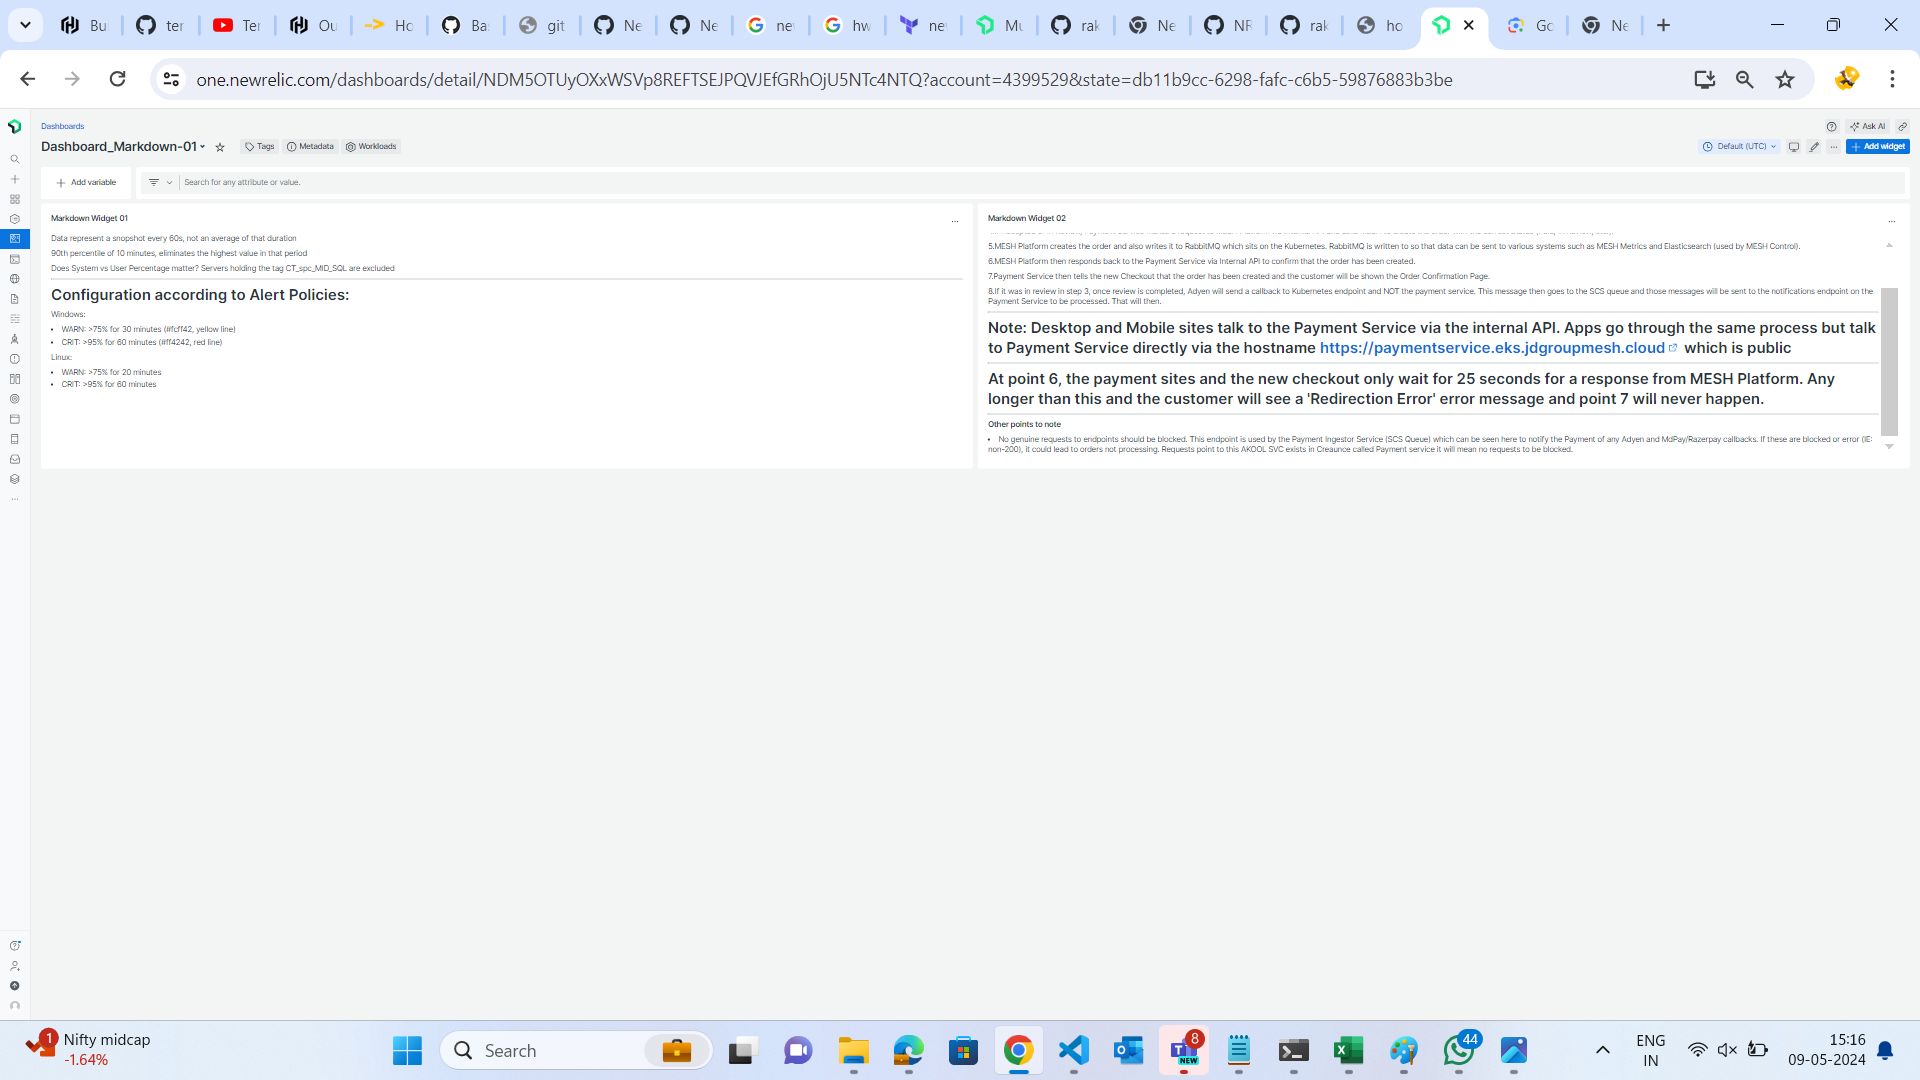 Bu
ter
Ter
Ou
Ho
Ba
git
Ne
Ne
nev
hw
nev
Mu
rak
Ne
NR
rak
ho
Go
Ne
one.newrelic.com/dashboards/detail/NDM5OTUyOXxWSVp8REFTSEJPQVJEfGRhOjU5NTc4NTQ?account=4399529&state=db11b9cc-6298-fafc-c6b5-59876883b3be
Dashboards
Ask AI
Dashboard_Markdown-01
Tags
Metadata
Workloads
Default (UTC)
Add widget
Add variable
Search for any attribute or value.
Markdown Widget 01
...
Data represent a snopshot every 60s, not an average of that duration
90th percentile of 10 minutes, eliminates the highest value in that period
Does System vs User Percentage matter? Servers holding the tag CT_spc_MID_SQL are excluded
Configuration according to Alert Policies:
Windows:
• WARN: >75% for 30 minutes (#fcff42, yellow line)
• CRIT: >95% for 60 minutes (#ff4242, red line)
Linux:
• WARN: >75% for 20 minutes
• CRIT: >95% for 60 minutes
Markdown Widget 02
...
5.MESH Platform creates the order and also writes it to RabbitMQ which sits on the Kubernetes. RabbitMQ is written to so that data can be sent to various systems such as MESH Metrics and Elasticsearch (used by MESH Control).
6.MESH Platform then responds back to the Payment Service via Internal API to confirm that the order has been created.
7.Payment Service then tells the new Checkout that the order has been created and the customer will be shown the Order Confirmation Page.
8.If it was in review in step 3, once review is completed, Adyen will send a callback to Kubernetes endpoint and NOT the payment service. This message then goes to the SCS queue and those messages will be sent to the notifications endpoint on the
Payment Service to be processed. That will then.
Note: Desktop and Mobile sites talk to the Payment Service via the internal API. Apps go through the same process but talk
to Payment Service directly via the hostname https://paymentservice.eks.jdgroupmesh.cloud which is public
At point 6, the payment sites and the new checkout only wait for 25 seconds for a response from MESH Platform. Any
longer than this and the customer will see a 'Redirection Error' error message and point 7 will never happen.
Other points to note
• No genuine requests to endpoints should be blocked. This endpoint is used by the Payment Ingestor Service (SCS Queue) which can be seen here to notify the Payment of any Adyen and MdPay/Razerpay callbacks. If these are blocked or error (IE:
non-200), it could lead to orders not processing. Requests point to this AKOOL SVC exists in Creaunce called Payment service it will mean no requests to be blocked.
1
Nifty midcap
-1.64%
Search
8
NEW
44
ENG
IN
15:16
09-05-2024